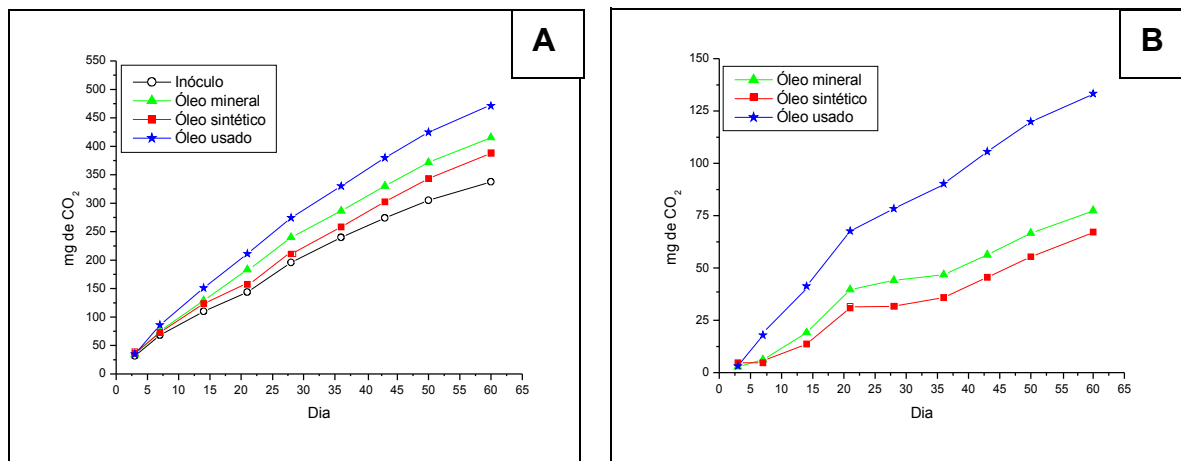 A
550
500
450
400
350
300
250
200
150
100
50
0
mg de CO₂
Inóculo
Óleo mineral
Óleo sintético
Óleo usado
0 5 10 15 20 25 30 35 40 45 50 55 60 65
Dia
B
150
125
100
75
50
25
0
mg de CO₂
Óleo mineral
Óleo sintético
Óleo usado
0 5 10 15 20 25 30 35 40 45 50 55 60 65
Dia